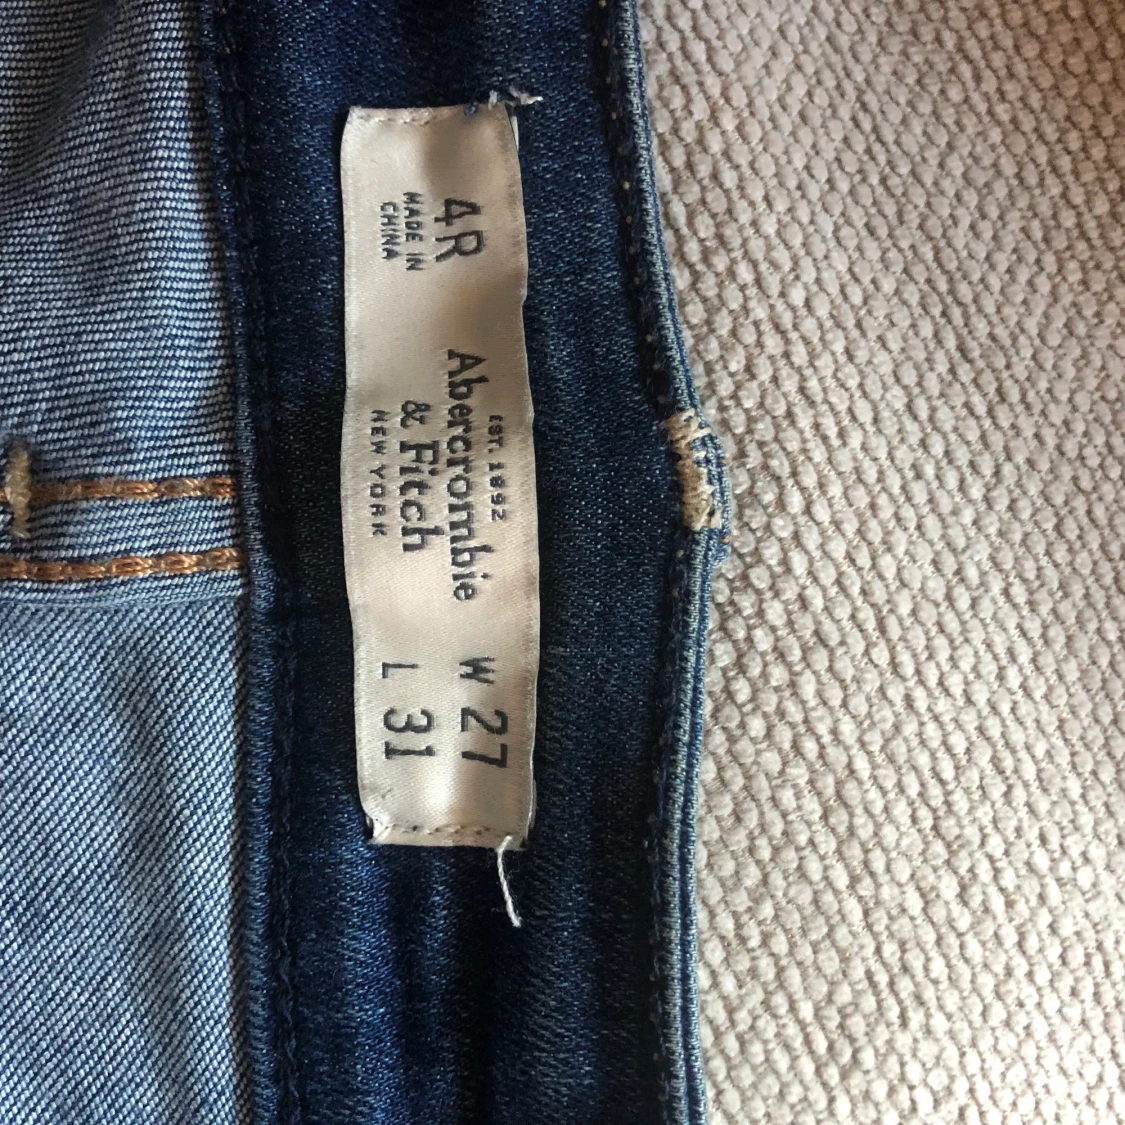 4R
MADE IN
CHINA
EST. 1892
Abercrombie
& Fitch
NEW YORK
W 27
L 31